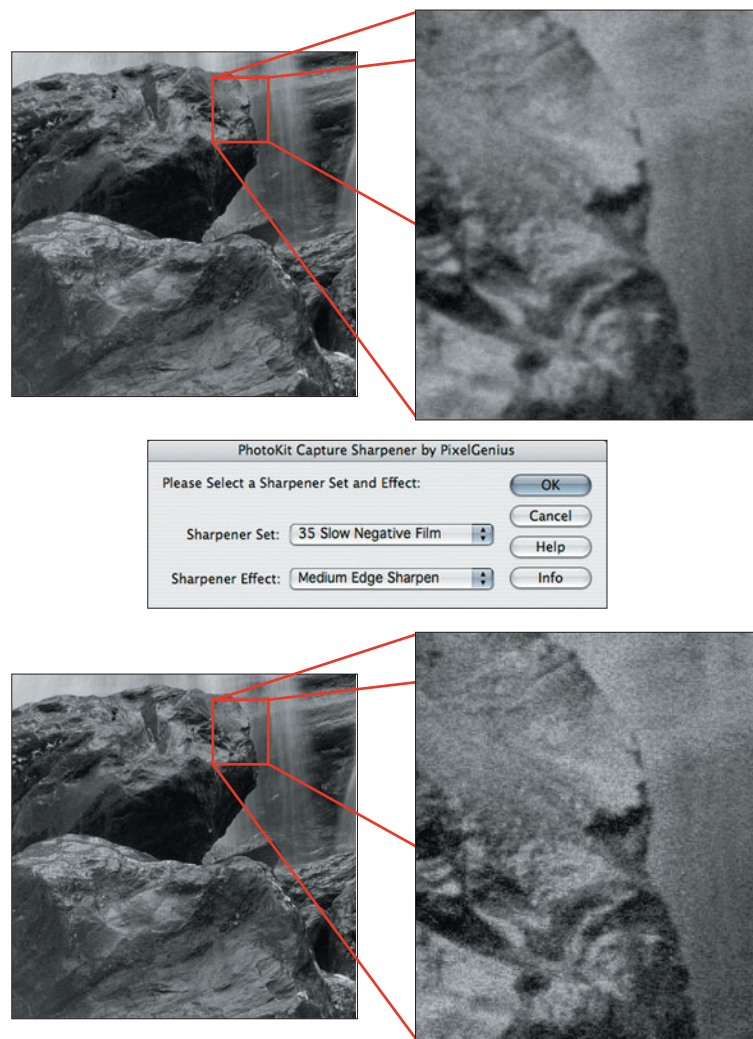 PhotoKit Capture Sharpener by PixelGenius
Please Select a Sharpener Set and Effect:
OK
Cancel
Sharpener Set: 35 Slow Negative Film
Help
Sharpener Effect: Medium Edge Sharpen
Info